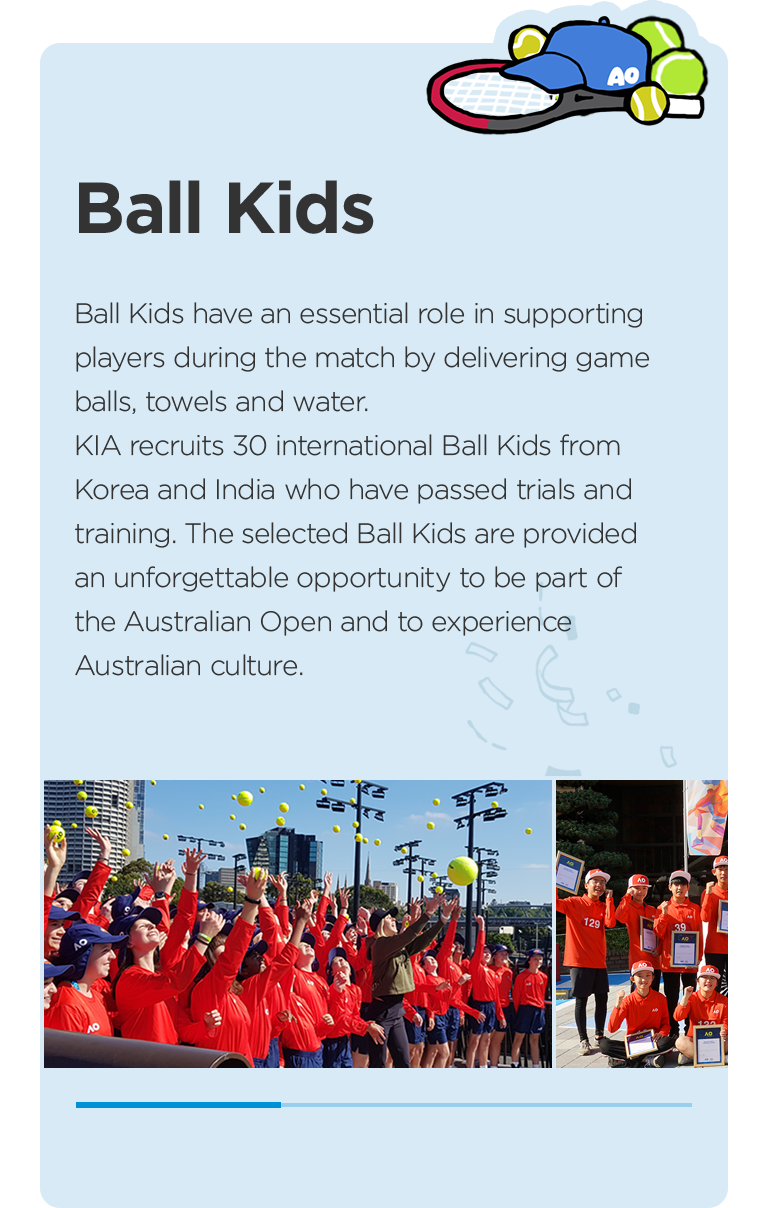 AO
Ball Kids
Ball Kids have an essential role in supporting
players during the match by delivering game
balls, towels and water.
KIA recruits 30 international Ball Kids from
Korea and India who have passed trials and
training. The selected Ball Kids are provided
an unforgettable opportunity to be part of
the Australian Open and to experience
Australian culture.
AO
129
39
AO